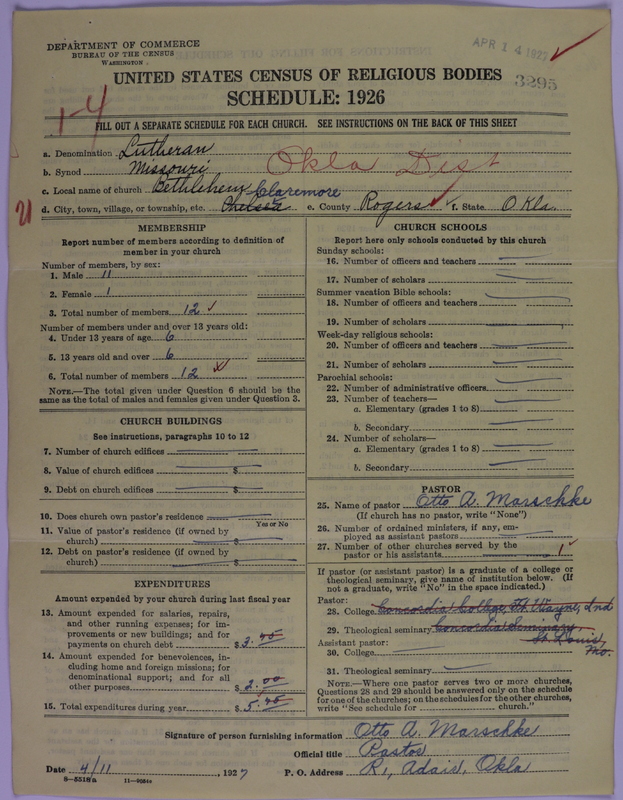 DEPARTMENT OF COMMERCE
BUREAU OF THE CENSUS
WASHINGTON
APR 14 1927
UNITED STATES CENSUS OF RELIGIOUS BODIES
3295
SCHEDULE: 1926
1-4
FILL OUT A SEPARATE SCHEDULE FOR EACH CHURCH. SEE INSTRUCTIONS ON THE BACK OF THIS SHEET
a. Denomination Lutheran
b. Synod Missouri
Okla Dist
c. Local name of church Bethlehem Claremore
d. City, town, village, or township, etc. Chelsea e. County Rogers f. State Okla.
21
MEMBERSHIP
Report number of members according to definition of
member in your church
Number of members, by sex:
1. Male 11
2. Female 1
3. Total number of members 12
Number of members under and over 13 years old:
4. Under 13 years of age 6
5. 13 years old and over 6
6. Total number of members 12
NOTE.—The total given under Question 6 should be the
same as the total of males and females given under Question 3.
CHURCH BUILDINGS
See instructions, paragraphs 10 to 12
7. Number of church edifices
8. Value of church edifices $
9. Debt on church edifices $
10. Does church own pastor's residence
Yes or No
11. Value of pastor's residence (if owned by
church) $
12. Debt on pastor's residence (if owned by
church) $
EXPENDITURES
Amount expended by your church during last fiscal year
13. Amount expended for salaries, repairs,
and other running expenses; for im-
provements or new buildings; and for
payments on church debt $
14. Amount expended for benevolences, in-
cluding home and foreign missions; for
denominational support; and for all
other purposes $ 2.00
15. Total expenditures during year $
CHURCH SCHOOLS
Report here only schools conducted by this church
Sunday schools:
16. Number of officers and teachers
17. Number of scholars
Summer vacation Bible schools:
18. Number of officers and teachers
19. Number of scholars
Week-day religious schools:
20. Number of officers and teachers
21. Number of scholars
Parochial schools:
22. Number of administrative officers
23. Number of teachers—
a. Elementary (grades 1 to 8)
b. Secondary
24. Number of scholars—
a. Elementary (grades 1 to 8)
b. Secondary
PASTOR
25. Name of pastor Otto A. Marschke
(If church has no pastor, write "None")
26. Number of ordained ministers, if any, em-
ployed as assistant pastors
27. Number of other churches served by the
pastor or his assistants 1
If pastor (or assistant pastor) is a graduate of a college or
theological seminary, give name of institution below. (If
not a graduate, write "No" in the space indicated.)
Pastor:
28. College Concordia College, Ft. Wayne, Ind
29. Theological seminary Concordia Seminary,
St. Louis,
Mo.
Assistant pastor:
30. College
31. Theological seminary
NOTE.—Where one pastor serves two or more churches,
Questions 28 and 29 should be answered only on the schedule
for one of the churches; on the schedules for the other churches,
write "See schedule for church."
Signature of person furnishing information Otto A. Marschke
Official title Pastor
Date 4/11, 1927 P. O. Address R1, Adair, Okla
8-5518a 11-9034